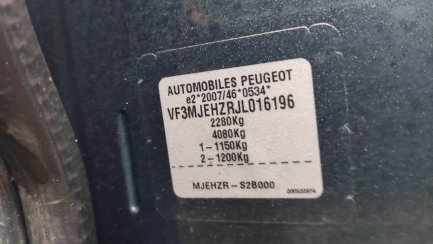 AUTOMOBILES PEUGEOT
e2*2007/46*0534*
VF3MJEHZRJL016196
2280Kg
4080Kg
1-1150Kg
2-1200Kg
MJEHZR-S2B000